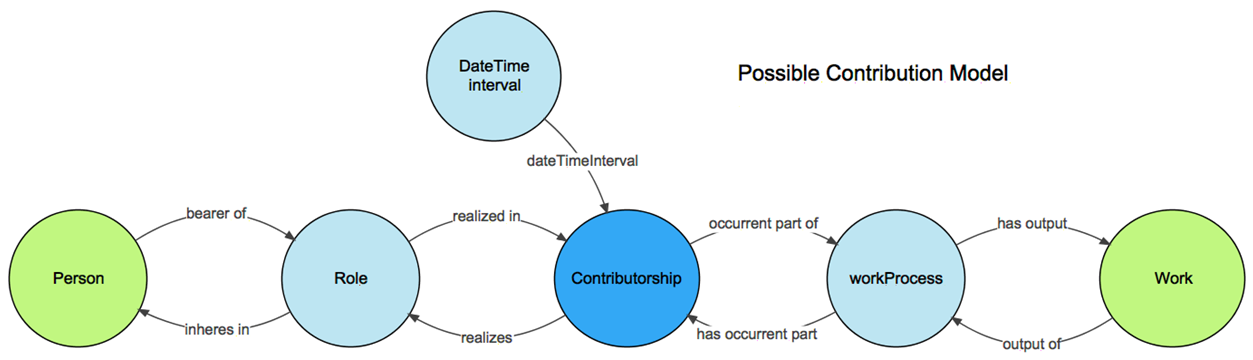 DateTime
interval
Possible Contribution Model
dateTimeInterval
bearer of
realized in
occurrent part of
has output
Person
Role
Contributorship
workProcess
Work
inheres in
realizes
has occurrent part
output of